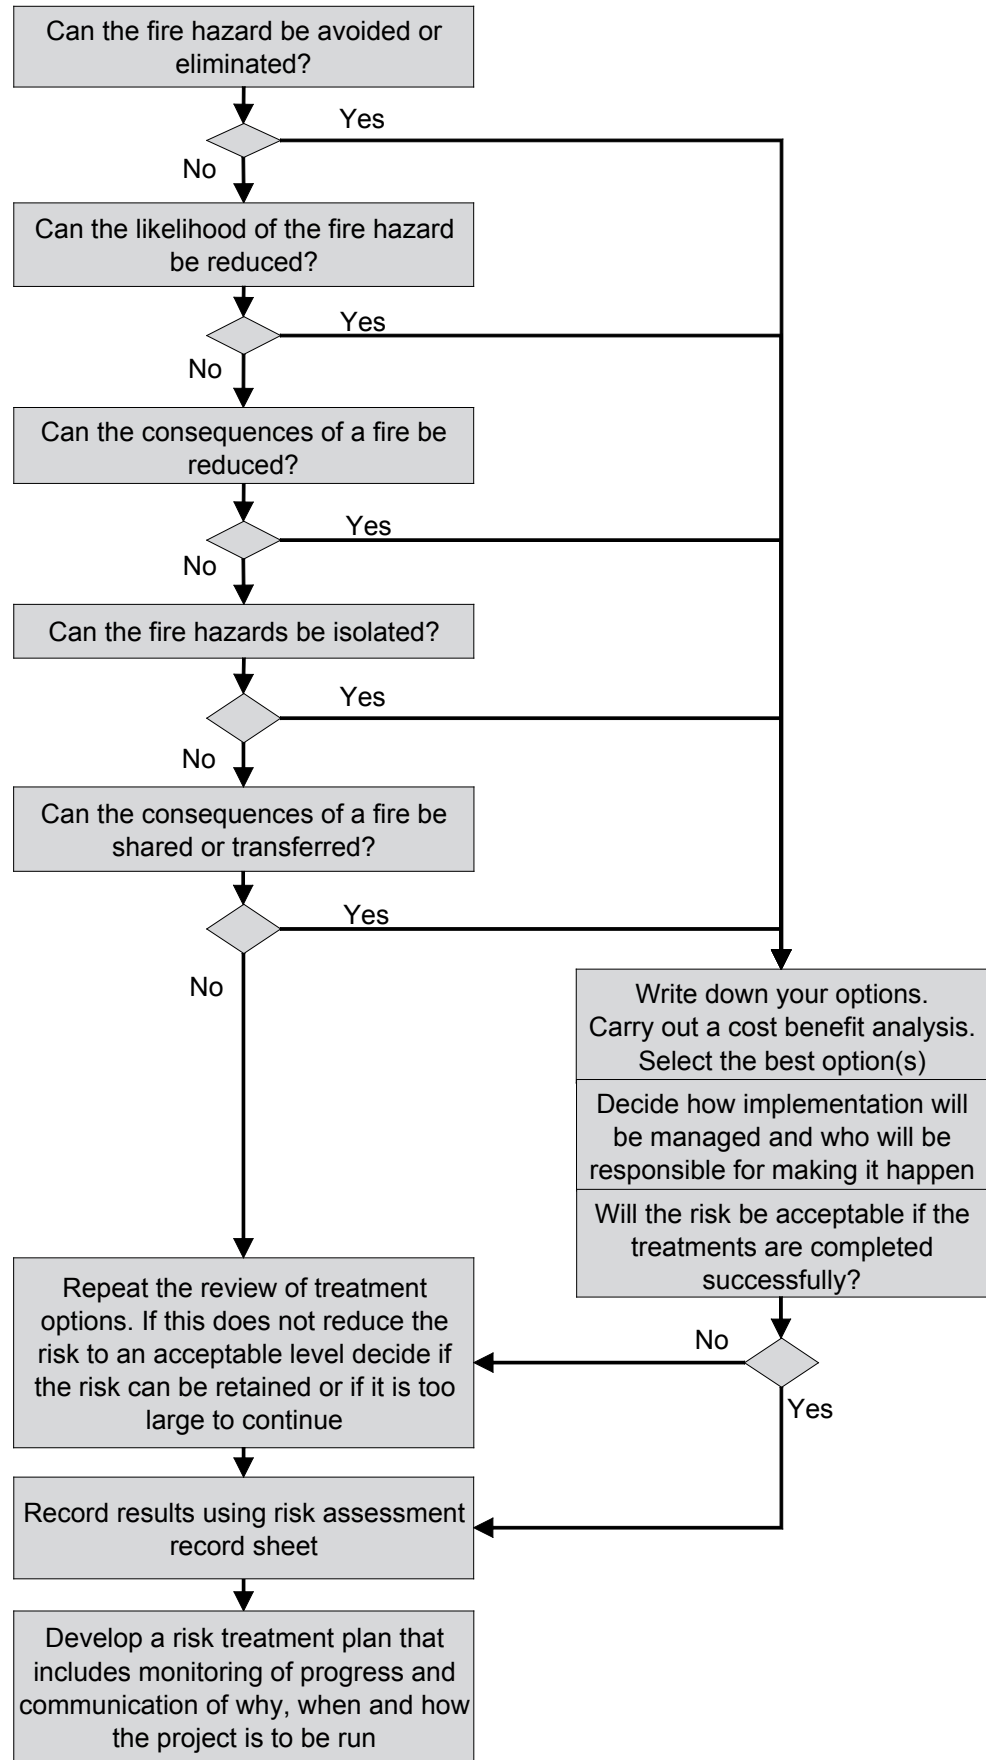 Can the fire hazard be avoided or
eliminated?
Yes
No
Can the likelihood of the fire hazard
be reduced?
Yes
No
Can the consequences of a fire be
reduced?
Yes
No
Can the fire hazards be isolated?
Yes
No
Can the consequences of a fire be
shared or transferred?
Yes
No
Write down your options.
Carry out a cost benefit analysis.
Select the best option(s)
Decide how implementation will
be managed and who will be
responsible for making it happen
Will the risk be acceptable if the
treatments are completed
successfully?
No
Yes
Repeat the review of treatment
options. If this does not reduce the
risk to an acceptable level decide if
the risk can be retained or if it is too
large to continue
Record results using risk assessment
record sheet
Develop a risk treatment plan that
includes monitoring of progress and
communication of why, when and how
the project is to be run